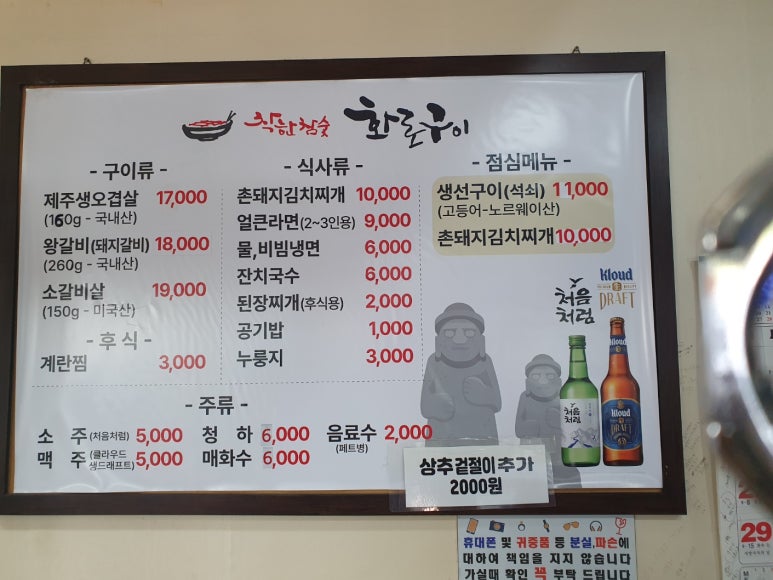 착한참숯 화로구이
- 구이류 -
제주생오겹살 17,000
(160g - 국내산)
왕갈비(돼지갈비) 18,000
(260g - 국내산)
소갈비살 19,000
(150g - 미국산)
- 후식 -
계란찜 3,000
- 식사류 -
촌돼지김치찌개 10,000
얼큰라면(2~3인용) 9,000
물,비빔냉면 6,000
잔치국수 6,000
된장찌개(후식용) 2,000
공기밥 1,000
누룽지 3,000
- 점심메뉴 -
생선구이(석쇠) 11,000
(고등어-노르웨이산)
촌돼지김치찌개 10,000
처음
처럼
Kloud
DRAFT
처음
처럼
Kloud
DRAFT
- 주류 -
소 주(처음처럼) 5,000 청 하 6,000 음료수 2,000
(페트병)
맥 주(클라우드 생드래프트) 5,000 매화수 6,000
상추겉절이추가
2000원
휴대폰 및 귀중품 등 분실,파손에
대하여 책임을 지지 않습니다
가실때 확인 꼭 부탁 드립니다
29